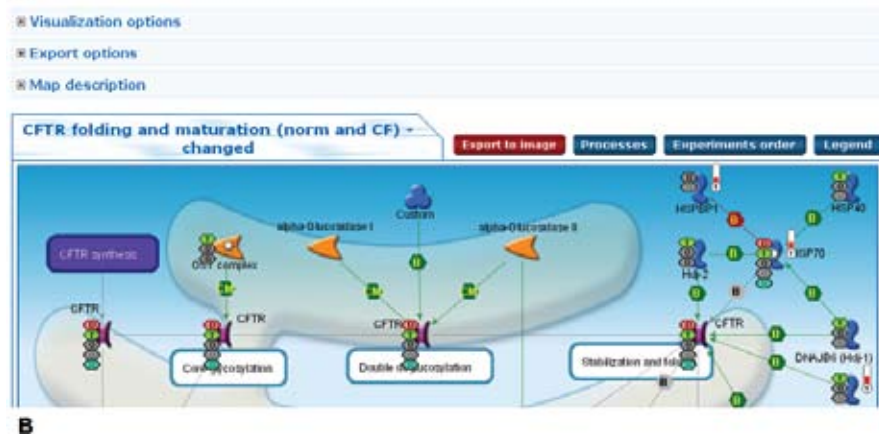 Visualization options
Export options
Map description
CFTR folding and maturation (norm and CF) -
changed
Export to image
Processes
Experiments order
Legend
Custom
HSPBP1
HSP40
alpha-Glucosidase I
alpha-Glucosidase II
CFTR synthesis
OST complex
Hdj-2
HSP70
CFTR
CFTR
CFTR
CFTR
DNAJB1 (Hdj-1)
Core glycosylation
Double deglucosylation
Stabilization and
B